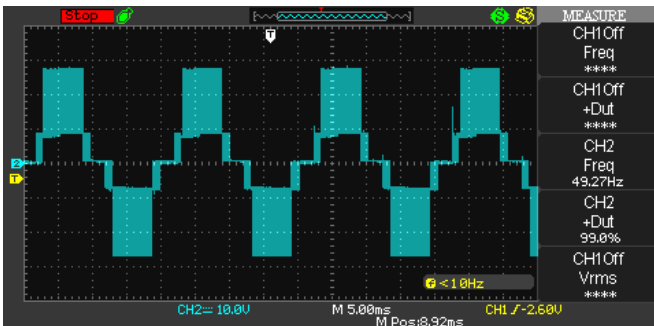 Stop
T
S
MEASURE
CH1Off
Freq
****
CH1Off
+Dut
****
CH2
Freq
49.27Hz
CH2
+Dut
99.0%
CH1Off
Vrms
****
2
T
<10Hz
CH2 10.0V
M 5.00ms
CH1 -2.60V
M Pos:8.92ms